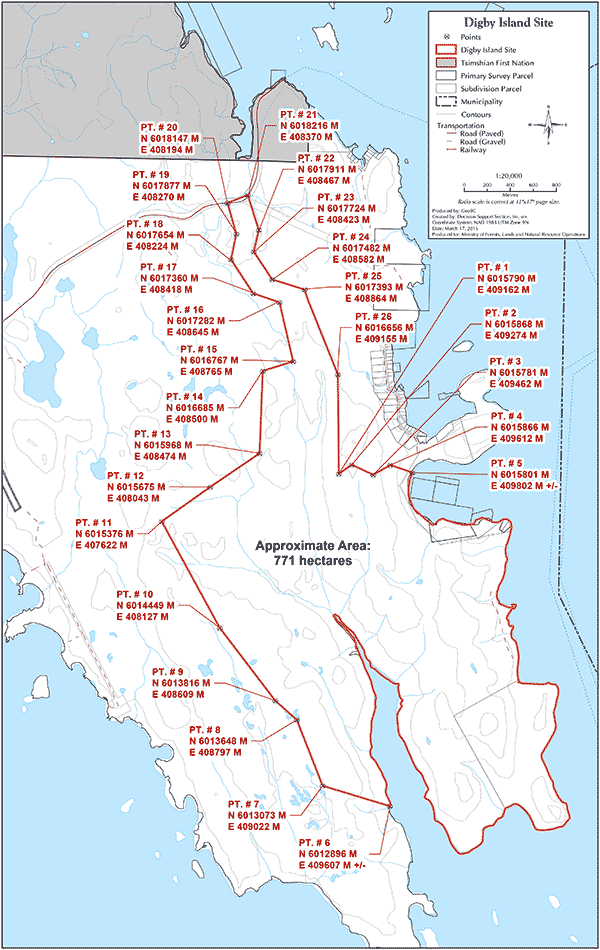 Digby Island Site
Points
Digby Island Site
Tsimshian First Nation
Primary Survey Parcel
Subdivision Parcel
Municipality
Contours
Transportation
Road (Paved)
Road (Gravel)
Railway
1:20,000
0 200 400 600 800
Metres
Ratio scale is correct at 11"x17" page size.
Produced by: GeoBC
Created by: Decision Support Section,
Coordinate System: NAD 1983 UTM Zone 9N
Date: March 17, 2015
Produced for: Ministry of Forests, Lands and Natural Resource Operations
PT. # 21
N 6018216 M
E 408370 M
PT. # 20
N 6018147 M
E 408194 M
PT. # 22
N 6017911 M
E 408467 M
PT. # 19
N 6017877 M
E 408270 M
PT. # 23
N 6017724 M
E 408423 M
PT. # 18
N 6017654 M
E 408224 M
PT. # 24
N 6017482 M
E 408582 M
PT. # 17
N 6017360 M
E 408418 M
PT. # 25
N 6017393 M
E 408864 M
PT. # 1
N 6015790 M
E 409162 M
PT. # 16
N 6017282 M
E 408645 M
PT. # 26
N 6016656 M
E 409155 M
PT. # 2
N 6015868 M
E 409274 M
PT. # 15
N 6016767 M
E 408765 M
PT. # 3
N 6015781 M
E 409462 M
PT. # 14
N 6016685 M
E 408500 M
PT. # 4
N 6015866 M
E 409612 M
PT. # 13
N 6015968 M
E 408474 M
PT. # 5
N 6015801 M
E 409802 M +/-
PT. # 12
N 6015675 M
E 408043 M
PT. # 11
N 6015376 M
E 407622 M
Approximate Area:
771 hectares
PT. # 10
N 6014449 M
E 408127 M
PT. # 9
N 6013816 M
E 408609 M
PT. # 8
N 6013648 M
E 408797 M
PT. # 7
N 6013073 M
E 409022 M
PT. # 6
N 6012896 M
E 409607 M +/-